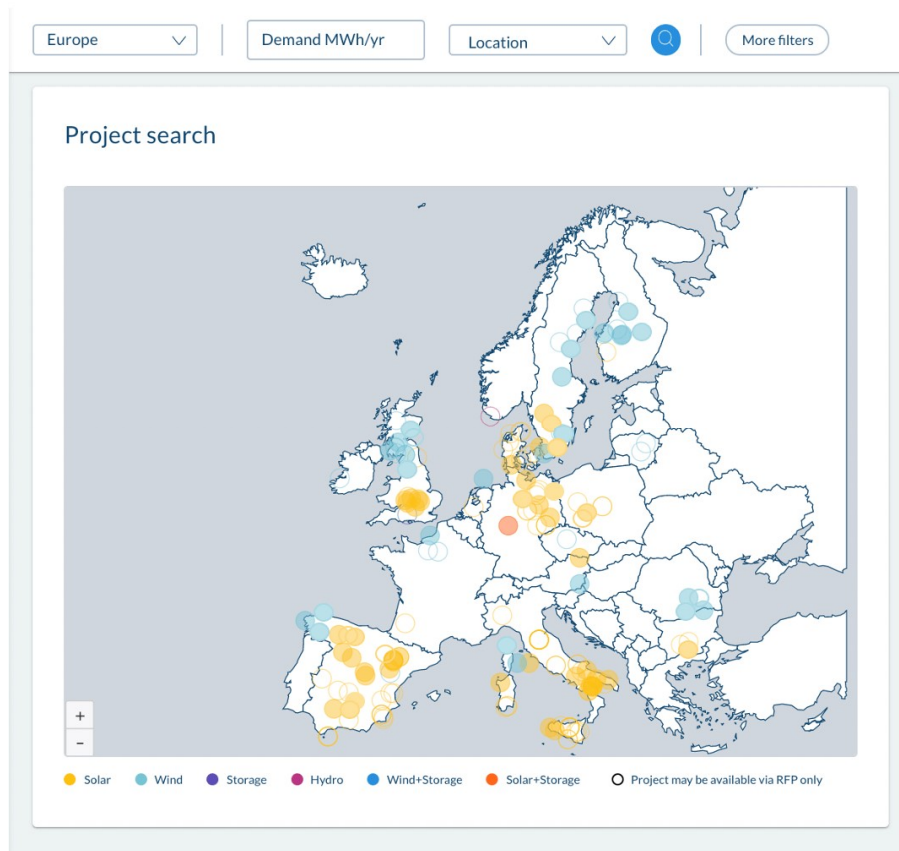 Europe
Demand MWh/yr
Location
More filters
Project search
+
-
Solar
Wind
Storage
Hydro
Wind+Storage
Solar+Storage
Project may be available via RFP only